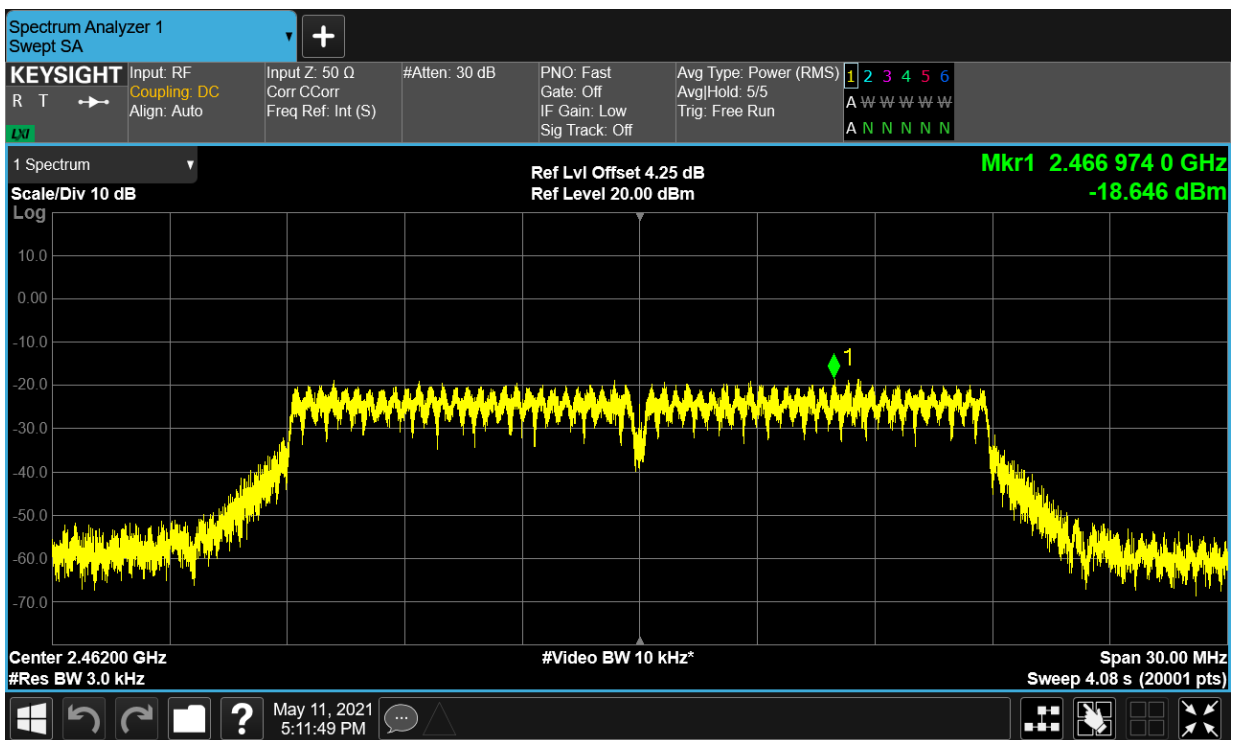 Spectrum Analyzer 1
Swept SA
+
KEYSIGHT
R T
LXI
Input: RF
Coupling: DC
Align: Auto
Input Z: 50 Ω
Corr CCorr
Freq Ref: Int (S)
#Atten: 30 dB
PNO: Fast
Gate: Off
IF Gain: Low
Sig Track: Off
Avg Type: Power (RMS)
Avg|Hold: 5/5
Trig: Free Run
1 2 3 4 5 6
A W W W W W
A N N N N N
1 Spectrum
Scale/Div 10 dB
Log
Ref Lvl Offset 4.25 dB
Ref Level 20.00 dBm
Mkr1 2.466 974 0 GHz
-18.646 dBm
10.0
0.00
-10.0
1
-20.0
-30.0
-40.0
-50.0
-60.0
-70.0
Center 2.46200 GHz
#Res BW 3.0 kHz
#Video BW 10 kHz*
Span 30.00 MHz
Sweep 4.08 s (20001 pts)
?
May 11, 2021
5:11:49 PM